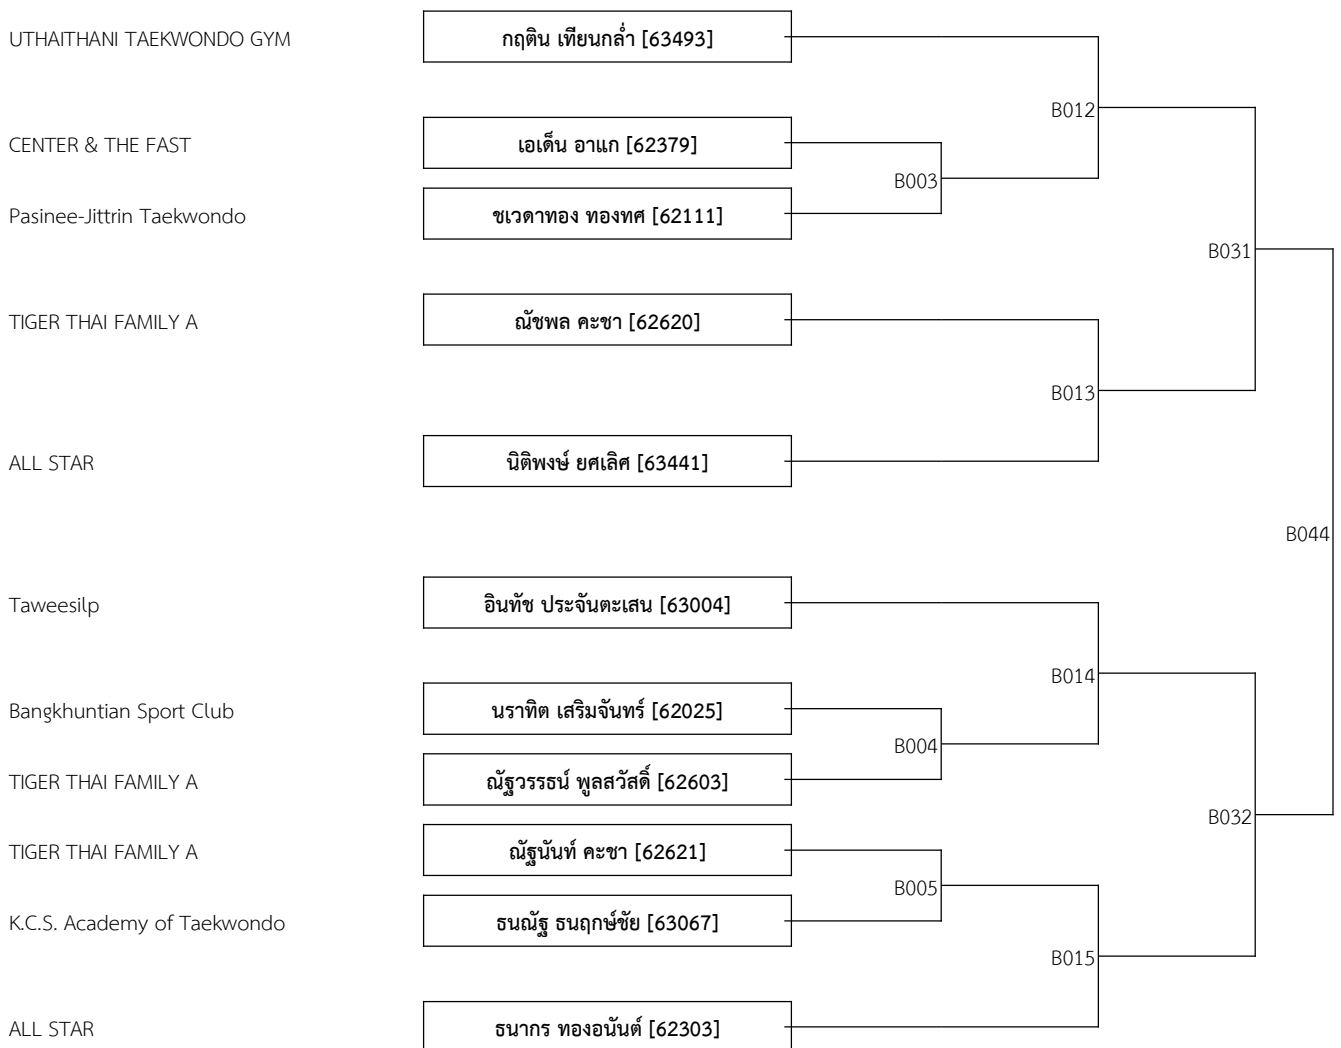 UTHAITHANI TAEKWONDO GYM
กฤติน เทียนกล่ำ [63493]
B012
CENTER & THE FAST
เอเด็น อาแก [62379]
B003
Pasinee-Jittrin Taekwondo
ชเวดาทอง ทองทศ [62111]
B031
TIGER THAI FAMILY A
ณัชพล คะชา [62620]
B013
ALL STAR
นิติพงษ์ ยศเลิศ [63441]
B044
Taweesilp
อินทัช ประจันตะเสน [63004]
B014
Bangkhuntian Sport Club
นราทิต เสริมจันทร์ [62025]
B004
TIGER THAI FAMILY A
ณัฐวรรธน์ พูลสวัสดิ์ [62603]
B032
TIGER THAI FAMILY A
ณัฐนันท์ คะชา [62621]
B005
K.C.S. Academy of Taekwondo
ธนณัฐ ธนฤกษ์ชัย [63067]
B015
ALL STAR
ธนากร ทองอนันต์ [62303]